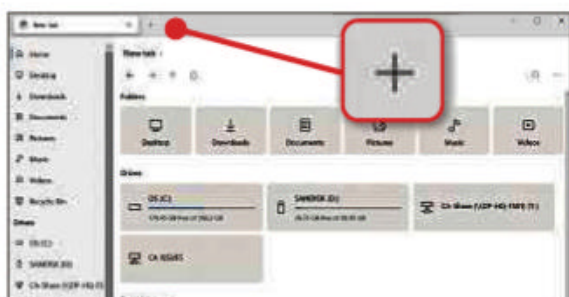 New tab
Home
Desktop
Downloads
Documents
Pictures
Music
Videos
Recycle Bin
Drives
OS (C:)
SANDISK (D:)
New tab
Folders
Desktop
Downloads
Documents
Pictures
Music
Videos
Drives
OS (C:)
SANDISK (D:)
CA ISSUES